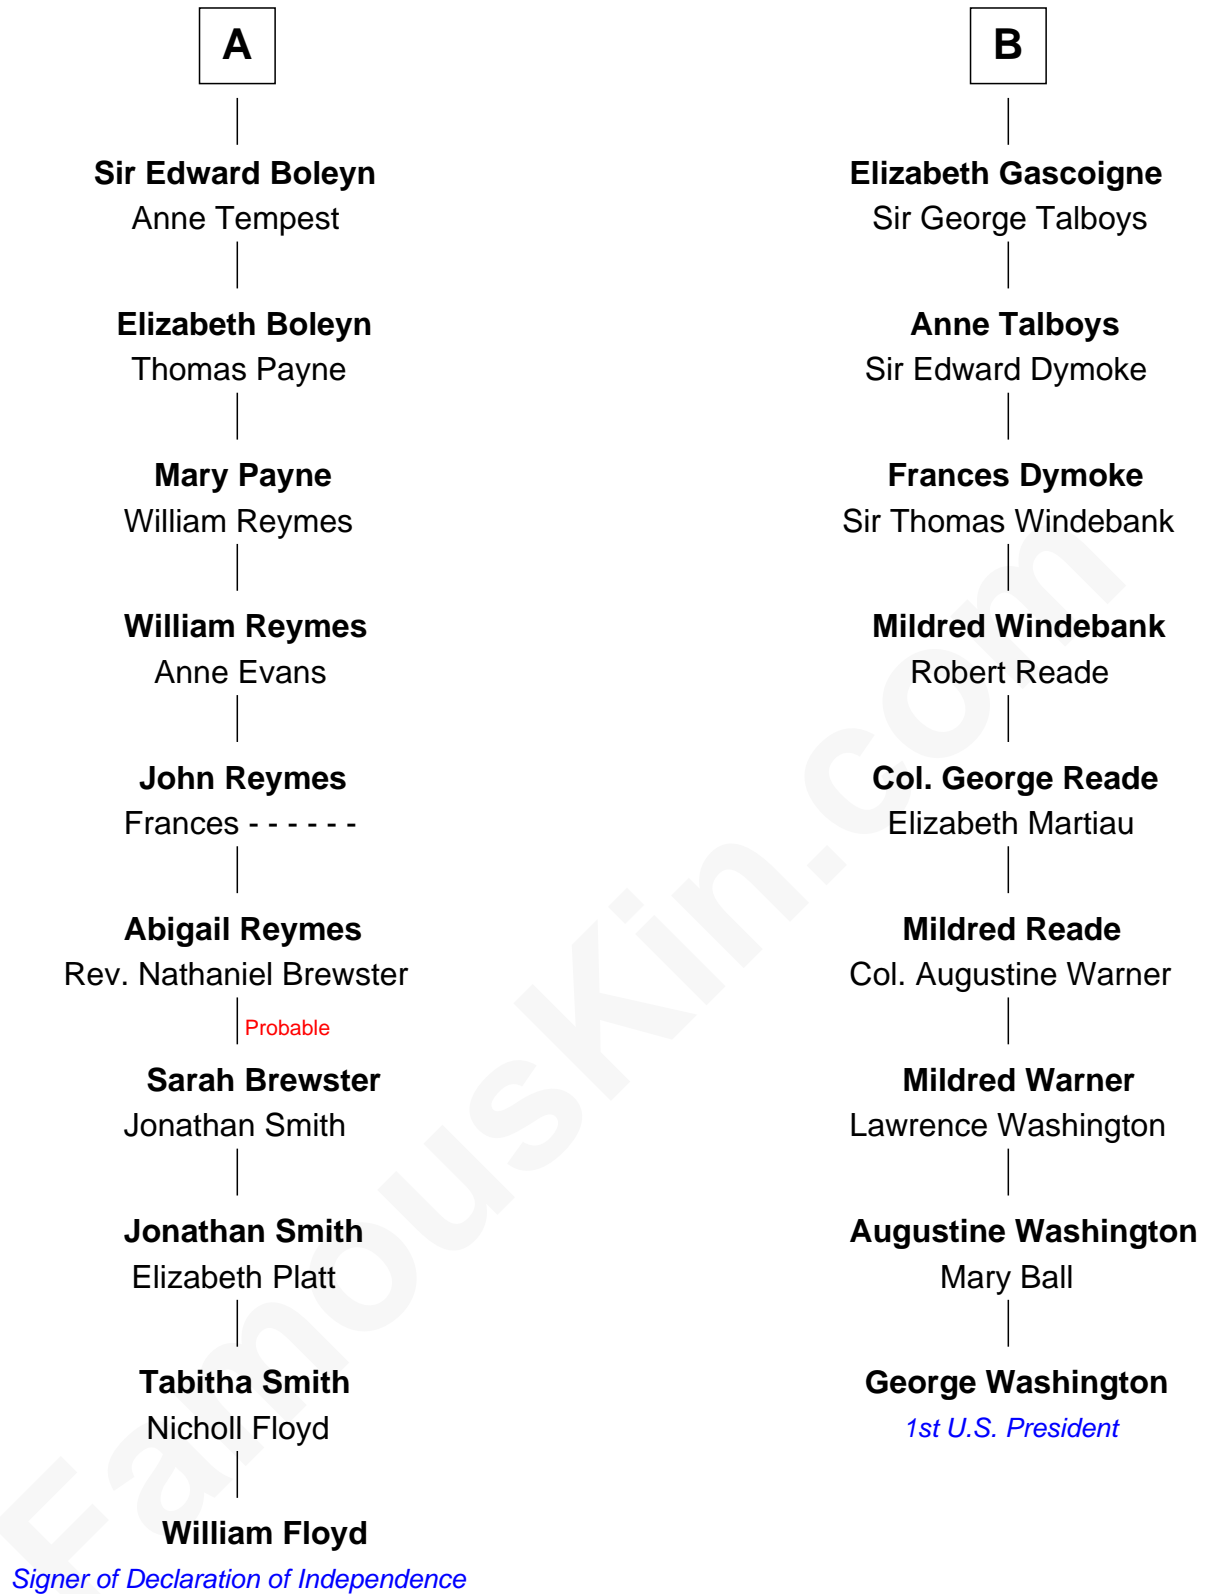 A
Sir Edward Boleyn
Anne Tempest
Elizabeth Boleyn
Thomas Payne
Mary Payne
William Reymes
William Reymes
Anne Evans
John Reymes
Frances - - - - - -
Abigail Reymes
Rev. Nathaniel Brewster
Probable
Sarah Brewster
Jonathan Smith
Jonathan Smith
Elizabeth Platt
Tabitha Smith
Nicholl Floyd
William Floyd
Signer of Declaration of Independence
B
Elizabeth Gascoigne
Sir George Talboys
Anne Talboys
Sir Edward Dymoke
Frances Dymoke
Sir Thomas Windebank
Mildred Windebank
Robert Reade
Col. George Reade
Elizabeth Martiau
Mildred Reade
Col. Augustine Warner
Mildred Warner
Lawrence Washington
Augustine Washington
Mary Ball
George Washington
1st U.S. President
FamousKin.com